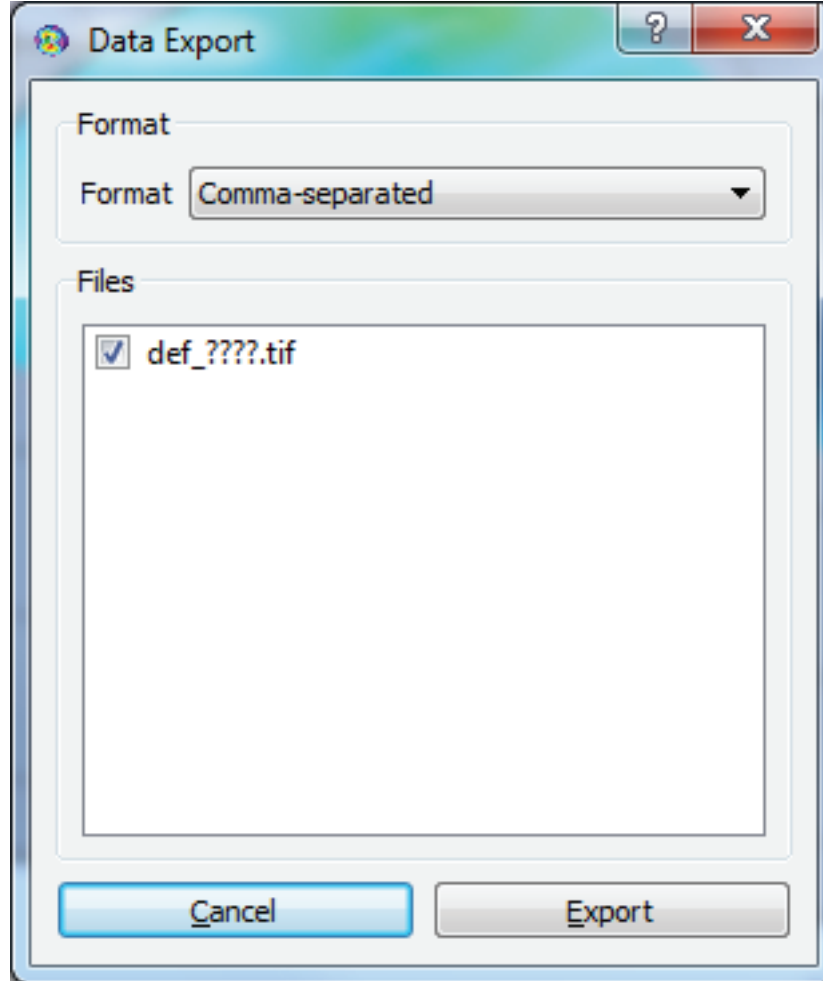 Data Export
Format
Format Comma-separated
Files
def_????.tif
Cancel Export